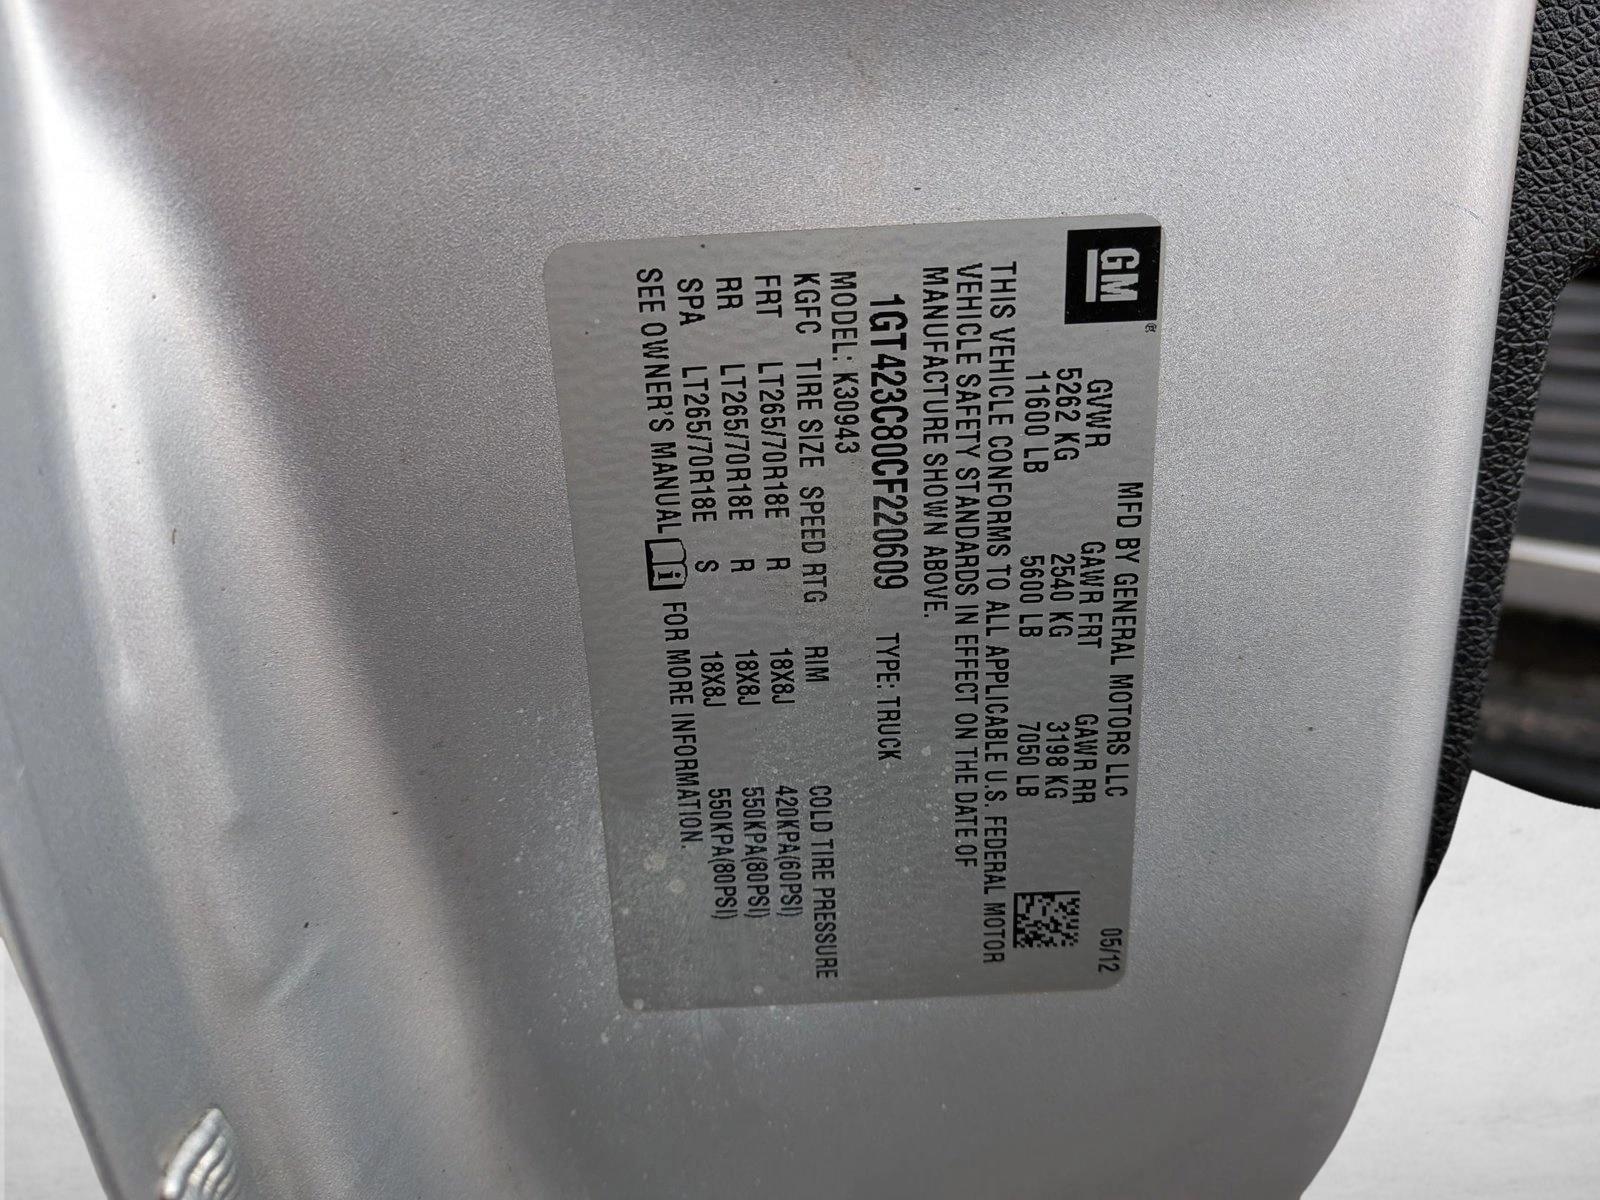 GM®
MFD BY GENERAL MOTORS LLC 05/12
GVWR GAWR FRT GAWR RR
5262 KG 2540 KG 3198 KG
11600 LB 5600 LB 7050 LB
THIS VEHICLE CONFORMS TO ALL APPLICABLE U.S. FEDERAL MOTOR
VEHICLE SAFETY STANDARDS IN EFFECT ON THE DATE OF
MANUFACTURE SHOWN ABOVE.
1GT423C80CF220609 TYPE: TRUCK
MODEL: K30943
KGFC TIRE SIZE SPEED RTG RIM COLD TIRE PRESSURE
FRT LT265/70R18E R 18X8J 420KPA(60PSI)
RR LT265/70R18E R 18X8J 550KPA(80PSI)
SPA LT265/70R18E S 18X8J 550KPA(80PSI)
SEE OWNER'S MANUAL i FOR MORE INFORMATION.